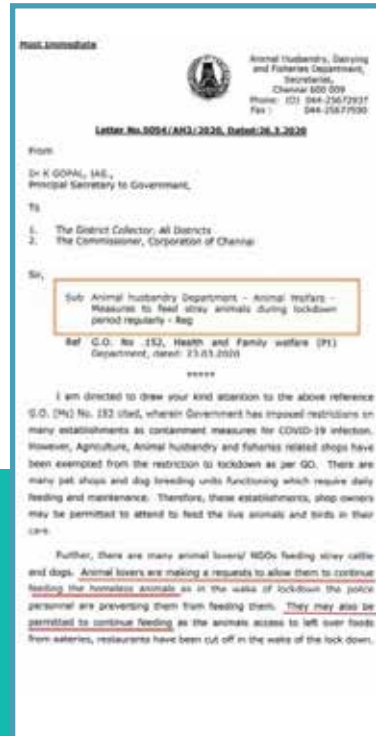 Most Immediate
Animal Husbandry, Dairying
and Fisheries Department,
Secretariat,
Chennai 600 009
Phone: (O) 044-25672937
Fax : 044-25677590
Letter No.5054/AH3/2020, Dated:26.3.2020
From
Dr K GOPAL, IAS.,
Principal Secretary to Government,
To
1. The District Collector, All Districts
2. The Commissioner, Corporation of Chennai
Sir,
Sub Animal husbandry Department - Animal Welfare -
Measures to feed stray animals during lockdown
period regularly - Reg
Ref G.O. No .152, Health and Family welfare (P1)
Department, dated: 23.03.2020
*****
I am directed to draw your kind attention to the above reference
G.O. (Ms) No. 152 cited, wherein Government has imposed restrictions on
many establishments as containment measures for COVID-19 infection.
However, Agriculture, Animal husbandry and fisheries related shops have
been exempted from the restriction to lockdown as per GO. There are
many pet shops and dog breeding units functioning which require daily
feeding and maintenance. Therefore, these establishments, shop owners
may be permitted to attend to feed the live animals and birds in their
care.
Further, there are many animal lovers/ NGOs feeding stray cattle
and dogs. Animal lovers are making a requests to allow them to continue
feeding the homeless animals as in the wake of lockdown the police
personnel are preventing them from feeding them. They may also be
permitted to continue feeding as the animals access to left over foods
from eateries, restaurants have been cut off in the wake of the lock down.